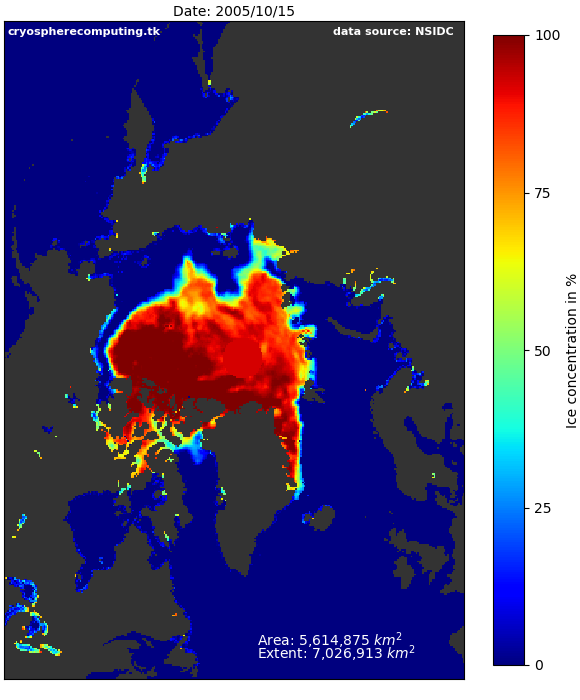 Date: 2005/10/15
cryospherecomputing.tk data source: NSIDC
100
75
50
25
0
Ice concentration in %
Area: 5,614,875 km²
Extent: 7,026,913 km²